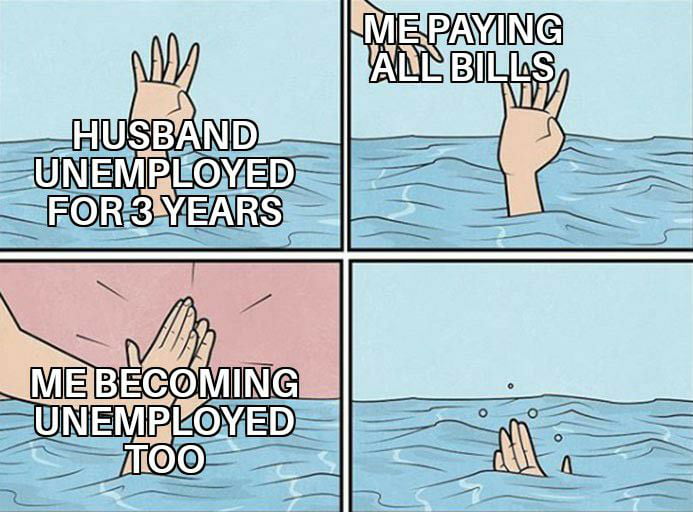 HUSBAND
UNEMPLOYED
FOR 3 YEARS
ME PAYING
ALL BILLS
ME BECOMING
UNEMPLOYED
TOO